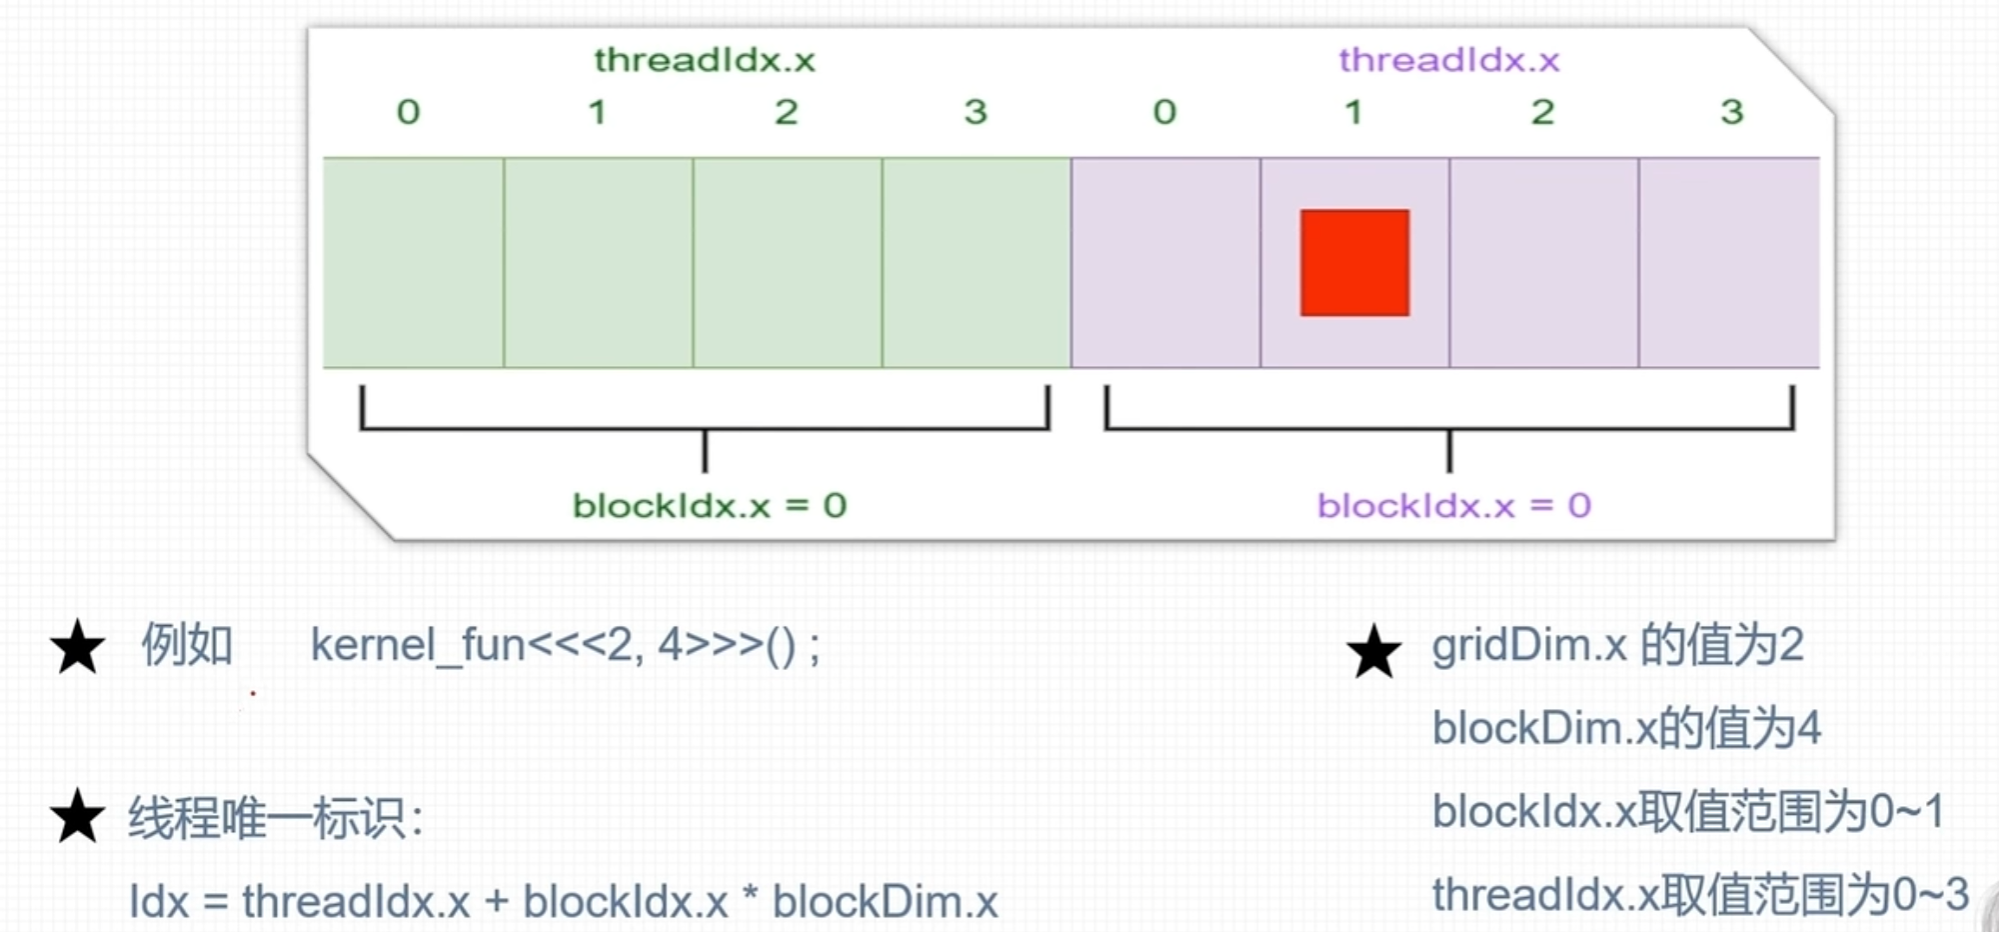 threadIdx.x threadIdx.x
0 1 2 3 0 1 2 3
blockIdx.x = 0 blockIdx.x = 0
★ 例如 kernel_fun<<<2, 4>>>() ;
★ 线程唯一标识：
Idx = threadIdx.x + blockIdx.x * blockDim.x
★ gridDim.x 的值为2
blockDim.x的值为4
blockIdx.x取值范围为0~1
threadIdx.x取值范围为0~3